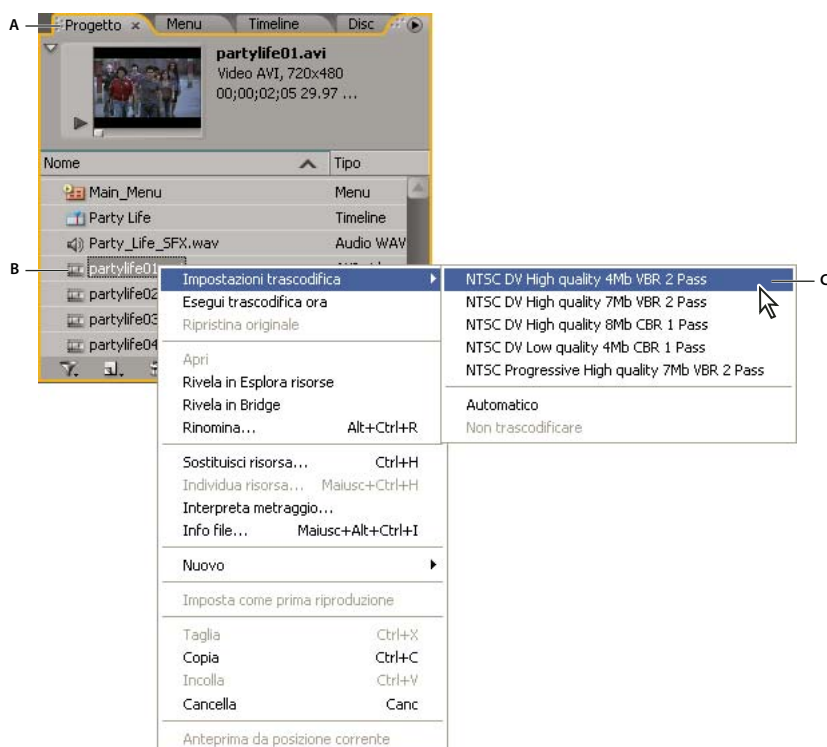 A
Progetto × Menu Timeline Disc
partylife01.avi
Video AVI, 720x480
00;00;02;05 29.97 ...
Nome Tipo
Main_Menu Menu
Party Life Timeline
Party_Life_SFX.wav Audio WAV
B
partylife01
partylife02
partylife03
partylife04
Impostazioni trascodifica
Esegui trascodifica ora
Ripristina originale
Apri
Rivela in Esplora risorse
Rivela in Bridge
Rinomina... Alt+Ctrl+R
Sostituisci risorsa... Ctrl+H
Individua risorsa... Maiusc+Ctrl+H
Interpreta metraggio...
Info file... Maiusc+Alt+Ctrl+I
Nuovo
Imposta come prima riproduzione
Taglia Ctrl+X
Copia Ctrl+C
Incolla Ctrl+V
Cancella Canc
Anteprima da posizione corrente
NTSC DV High quality 4Mb VBR 2 Pass
C
NTSC DV High quality 7Mb VBR 2 Pass
NTSC DV High quality 8Mb CBR 1 Pass
NTSC DV Low quality 4Mb CBR 1 Pass
NTSC Progressive High quality 7Mb VBR 2 Pass
Automatico
Non trascodificare